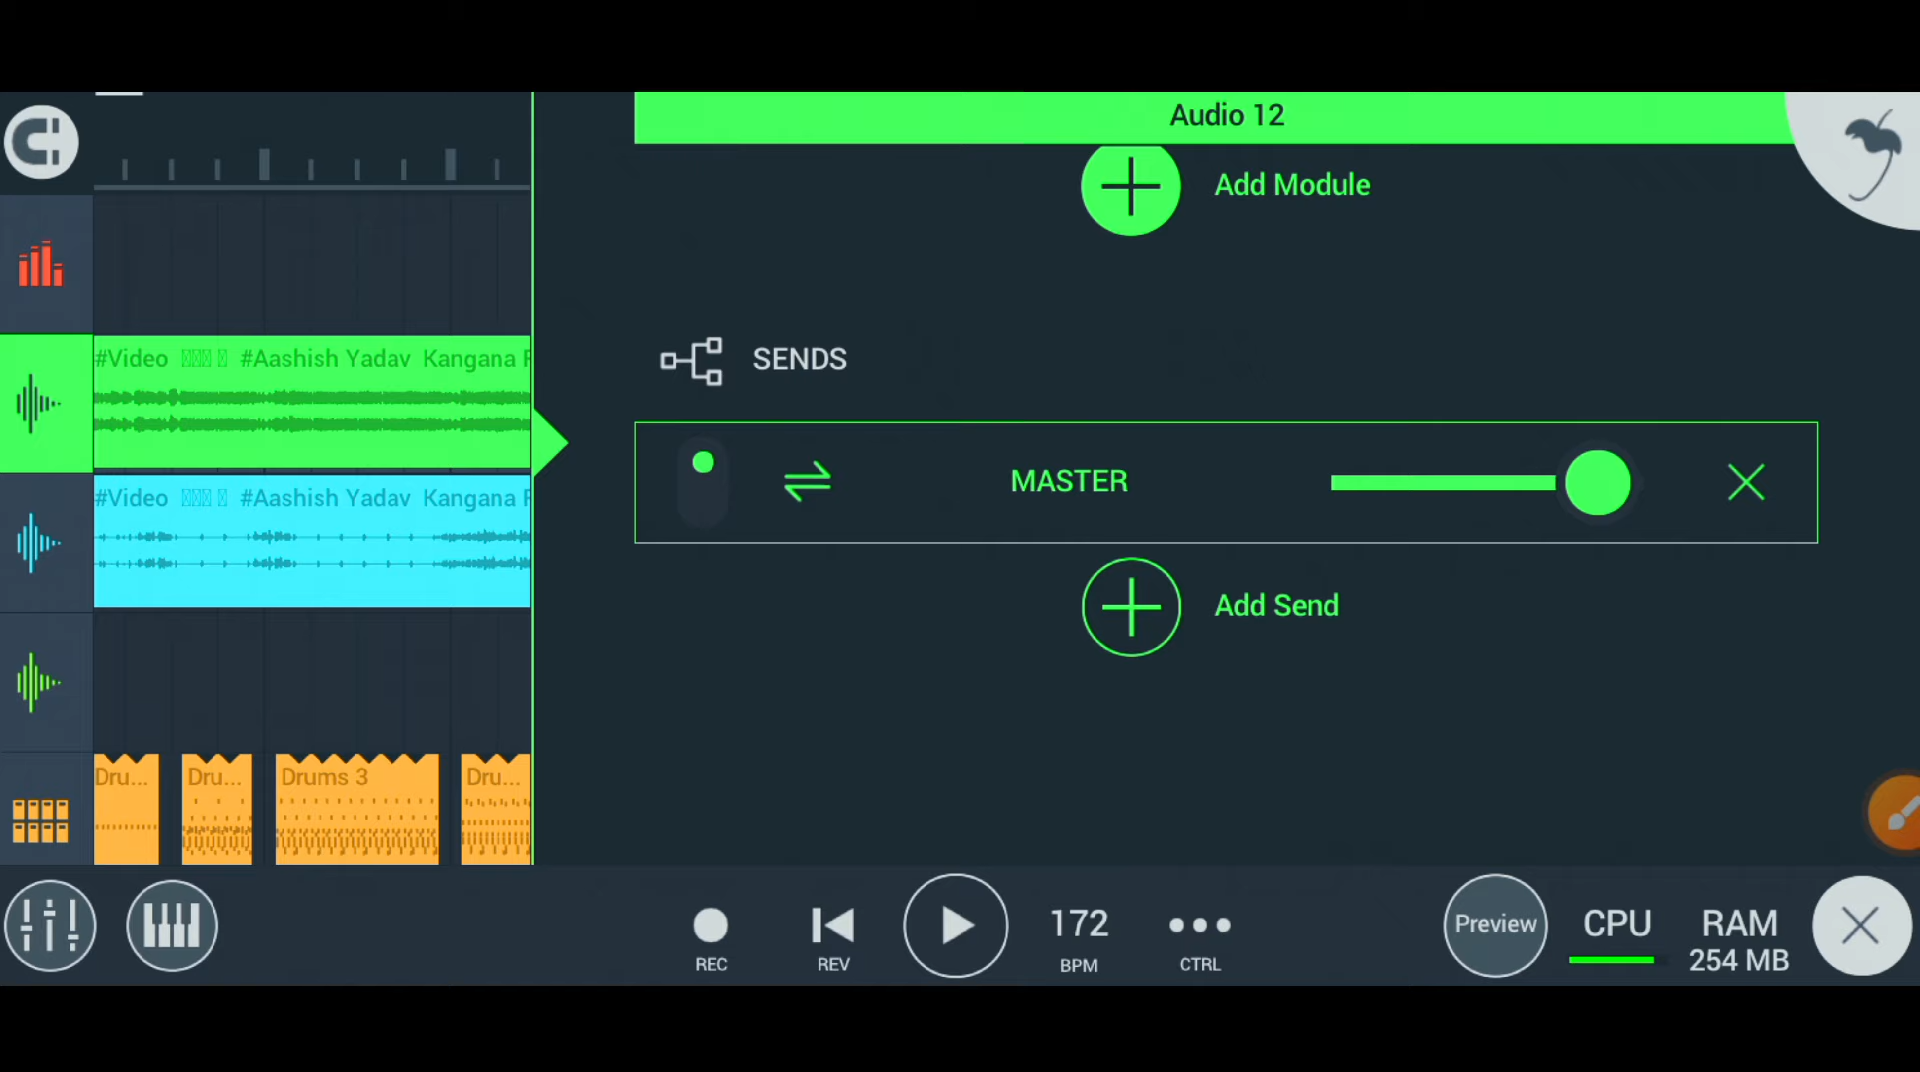 Audio 12
Add Module
#Video #Aashish Yadav Kangana
SENDS
MASTER
#Video #Aashish Yadav Kangana
Add Send
Dru...
Dru...
Drums 3
Dru...
REC
REV
172
BPM
CTRL
Preview
CPU
RAM
254 MB